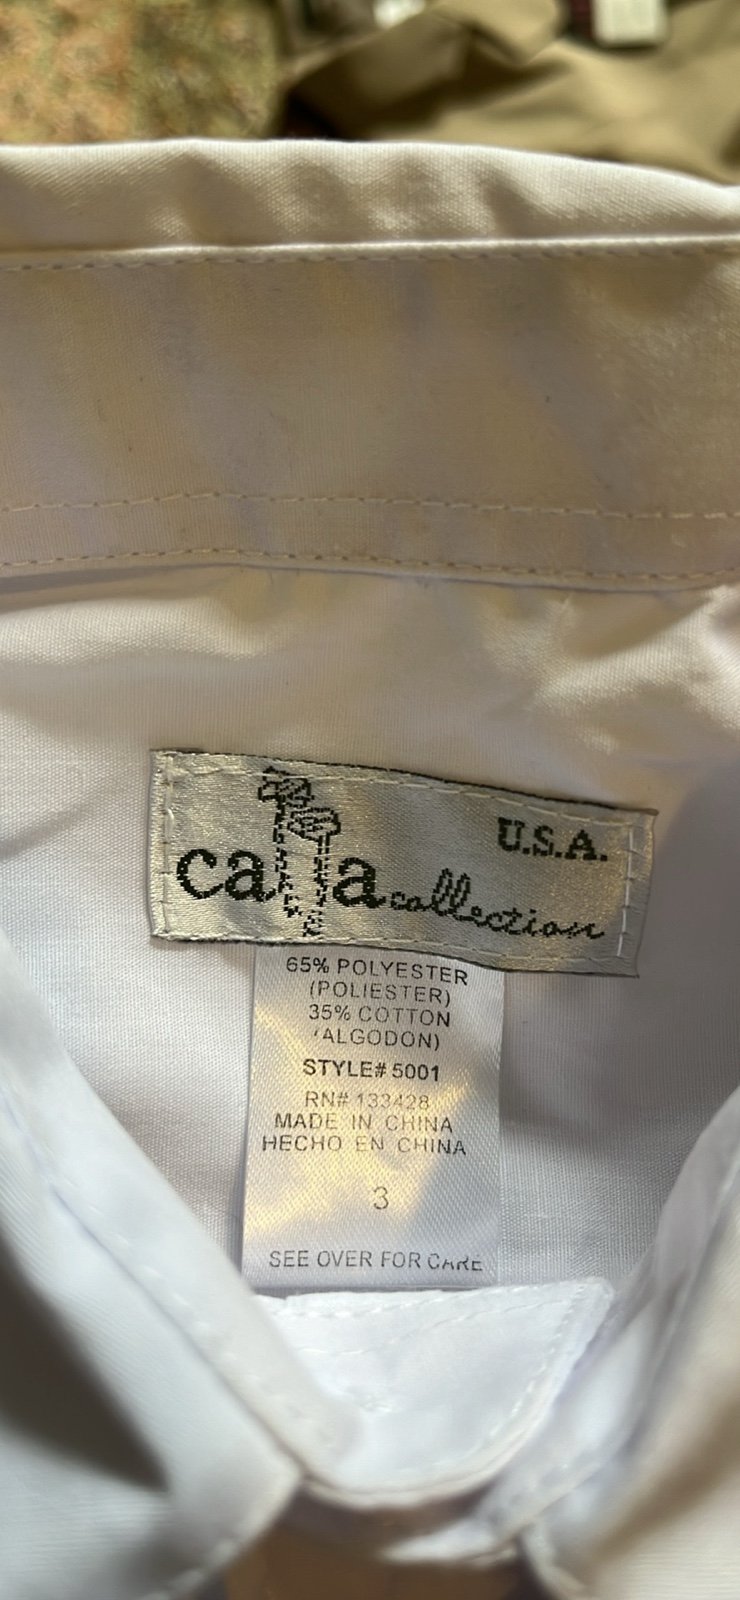 U.S.A.
calla collection
65% POLYESTER
(POLIESTER)
35% COTTON
(ALGODON)
STYLE# 5001
RN# 133428
MADE IN CHINA
HECHO EN CHINA
3
SEE OVER FOR CARE